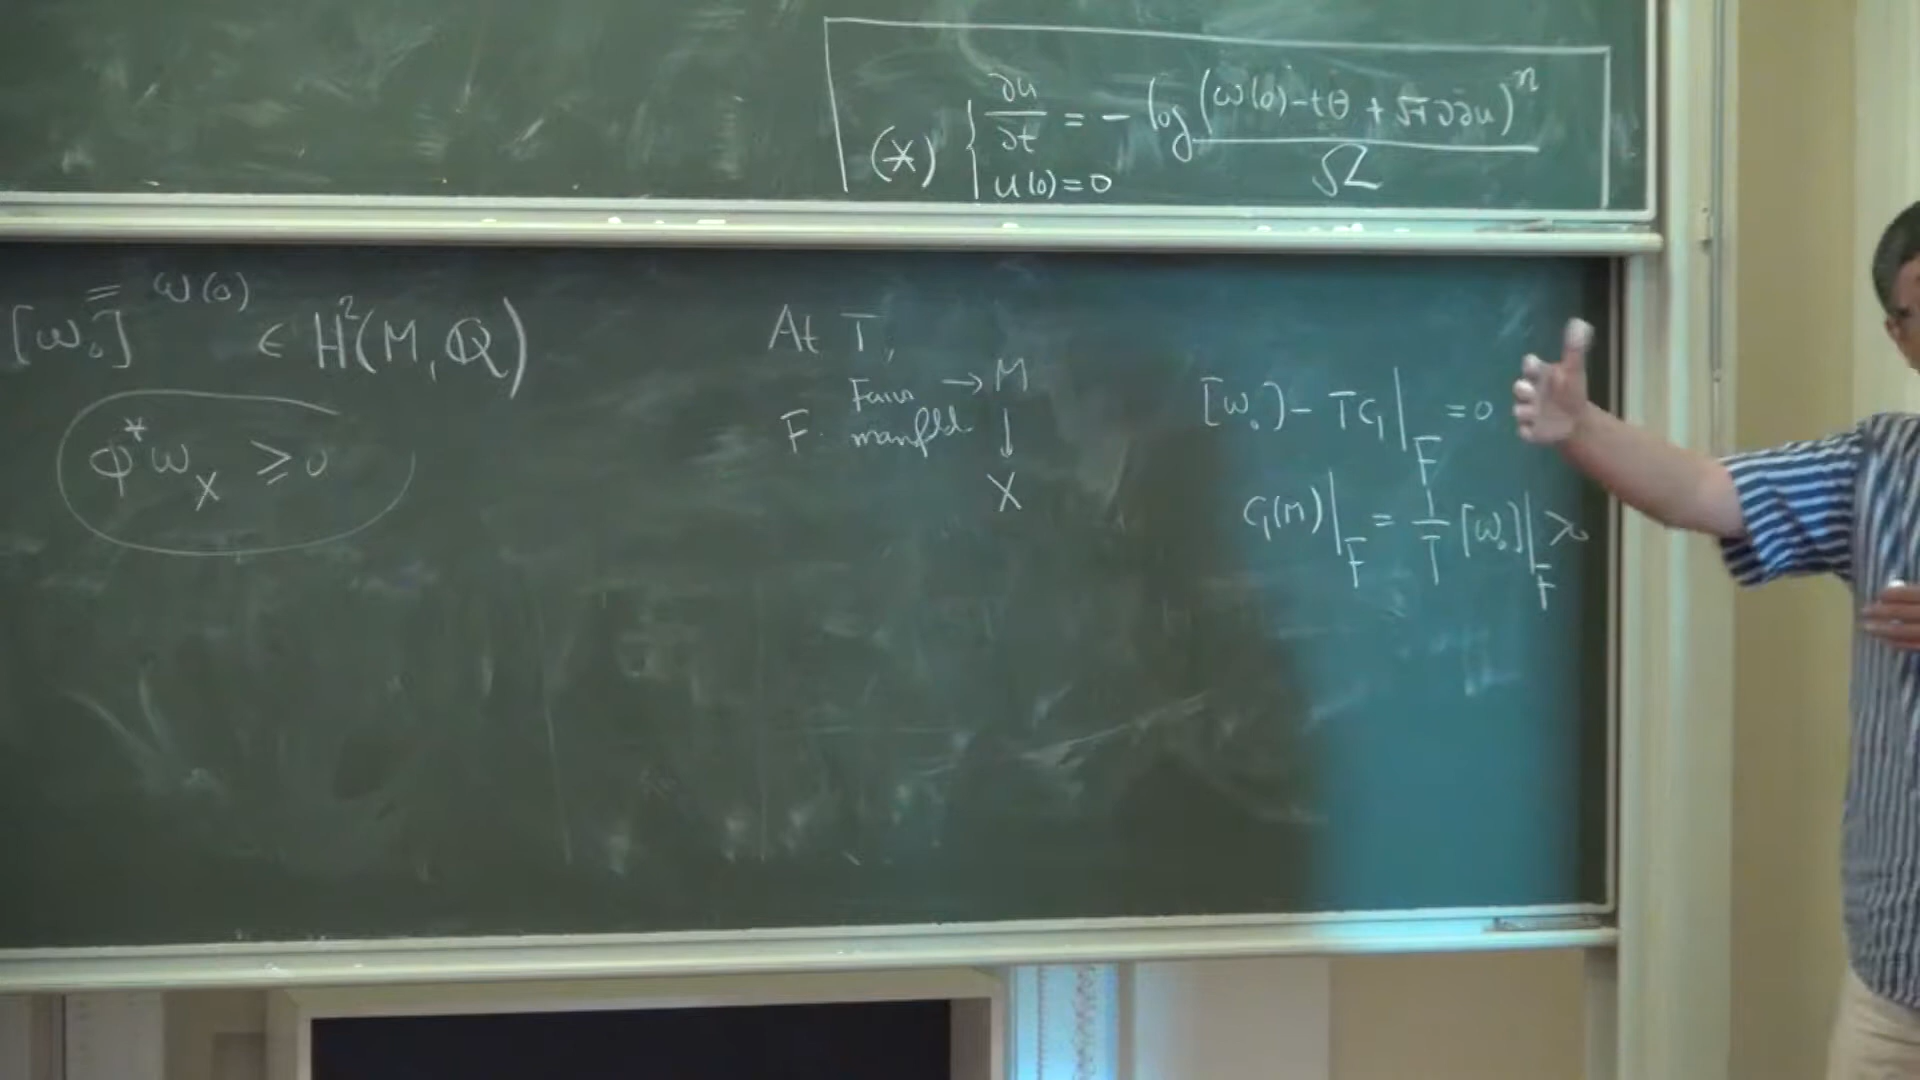 (*) { ∂u/∂t = - log (ω(0) - tθ + √-1 ∂∂̄u)^n / Ω
u(0) = 0
= ω(0)
[ω₀] ∈ H²(M, Q)
φ*ω_X ≥ 0
At T,
F Fano manifld → M
↓
X
[ω₀] - Tc₁|_F = 0
c₁(M)|_F = 1/T [ω₀]|_F > 0